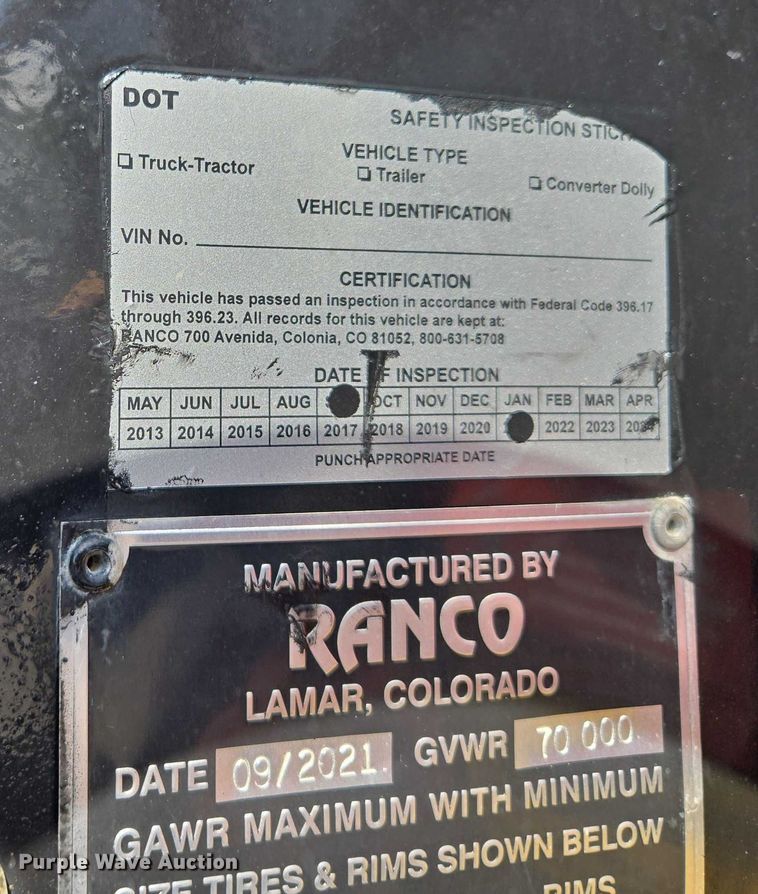 DOT
SAFETY INSPECTION
VEHICLE TYPE
☐ Truck-Tractor ☐ Trailer ☐ Converter Dolly
VEHICLE IDENTIFICATION
VIN No.
CERTIFICATION
This vehicle has passed an inspection in accordance with Federal Code 396.17
through 396.23. All records for this vehicle are kept at:
RANCO 700 Avenida, Colonia, CO 81052, 800-631-5708
DATE OF INSPECTION
MAY JUN JUL AUG OCT NOV DEC JAN FEB MAR APR
2013 2014 2015 2016 2017 2018 2019 2020 2022 2023 2024
PUNCH APPROPRIATE DATE
MANUFACTURED BY
RANCO
LAMAR, COLORADO
DATE 09/2021 GVWR 70 000
GAWR MAXIMUM WITH MINIMUM
SIZE TIRES & RIMS SHOWN BELOW
RIMS
Purple Wave Auction